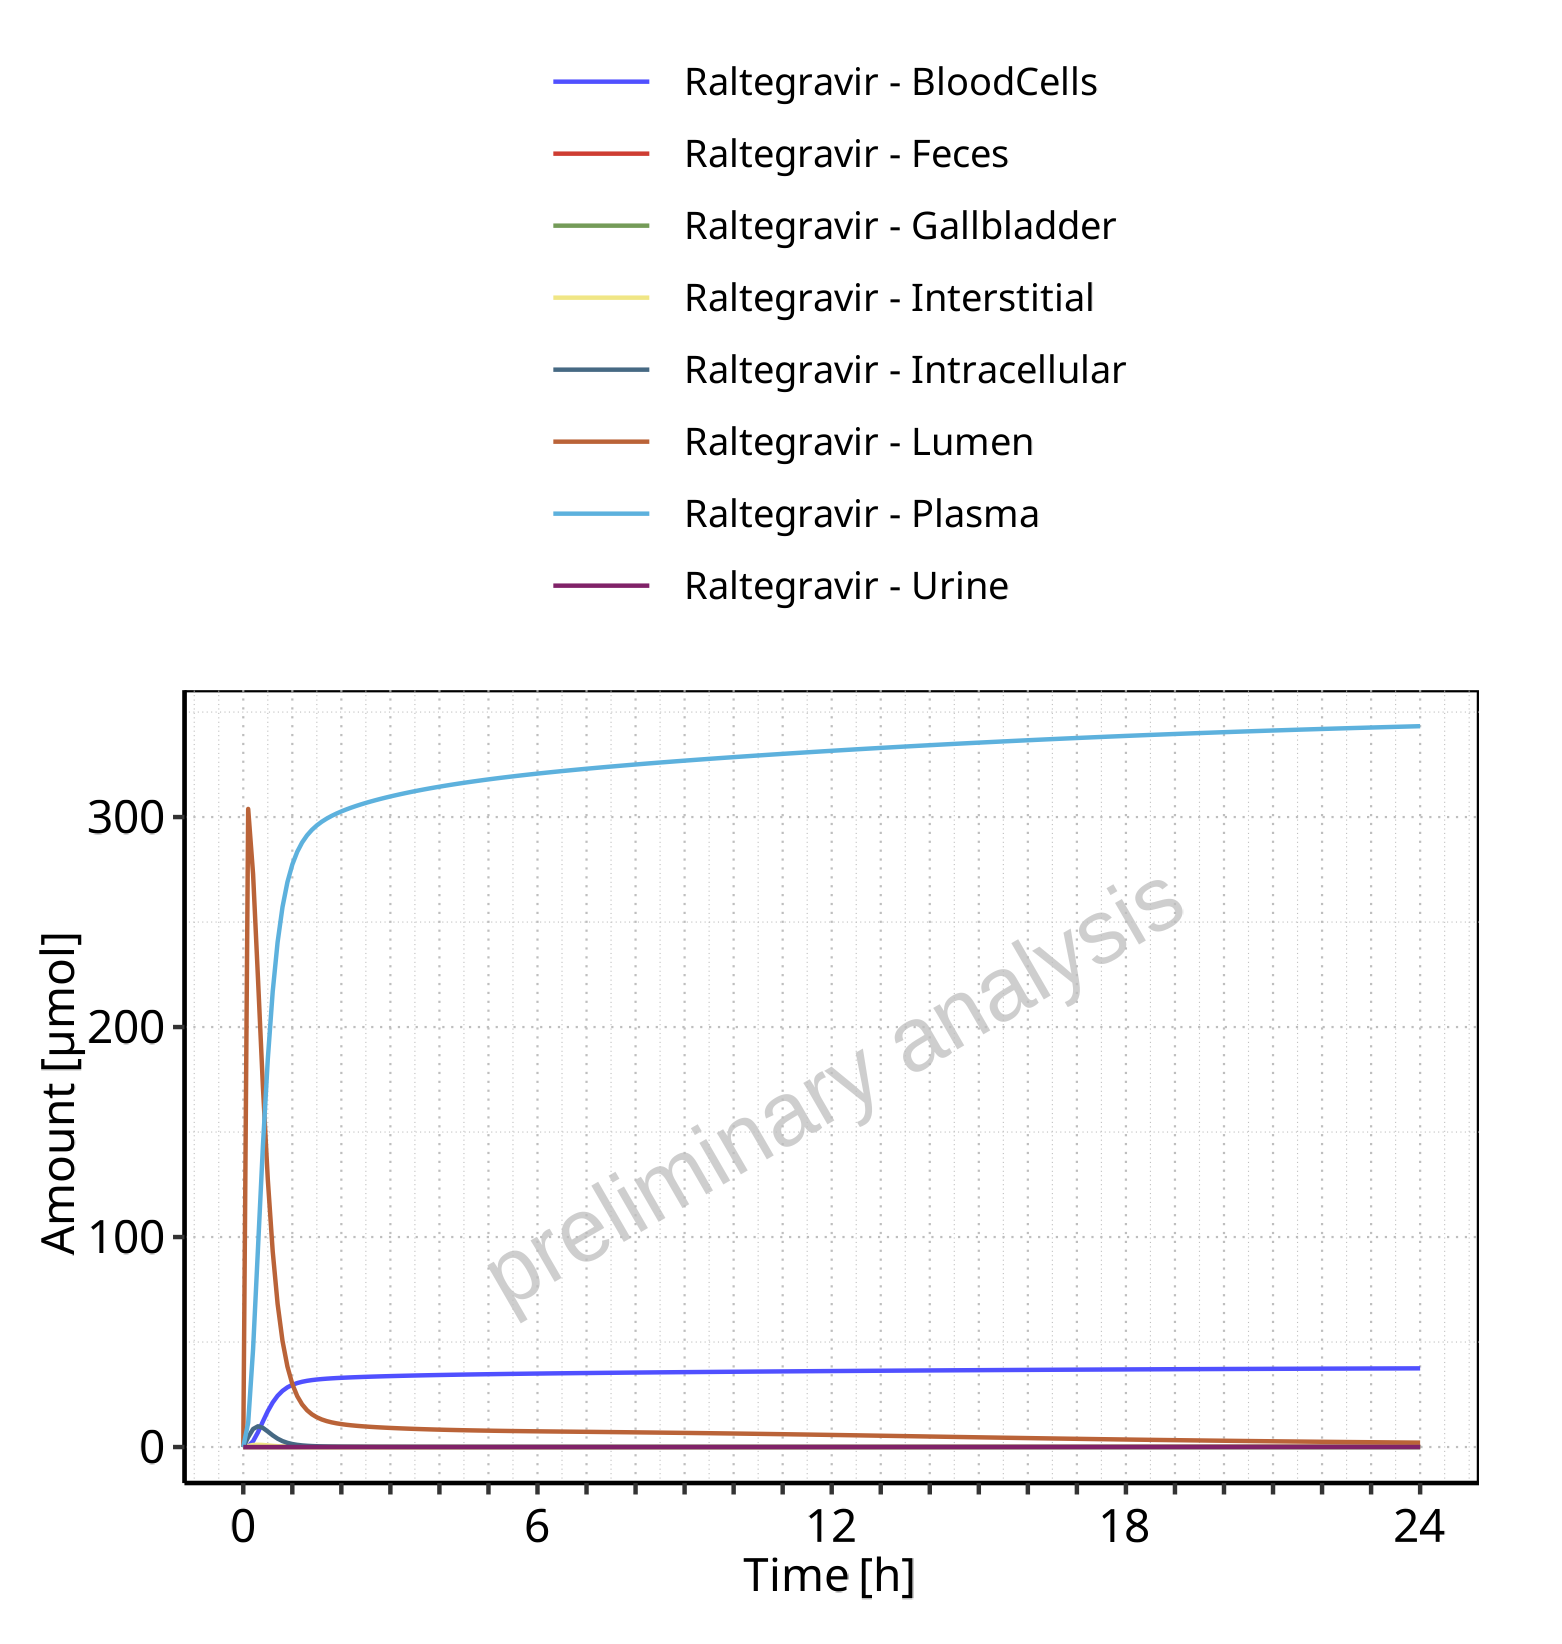 Raltegravir - BloodCells
Raltegravir - Feces
Raltegravir - Gallbladder
Raltegravir - Interstitial
Raltegravir - Intracellular
Raltegravir - Lumen
Raltegravir - Plasma
Raltegravir - Urine
300
200
100
0
Amount [µmol]
preliminary analysis
0 6 12 18 24
Time [h]